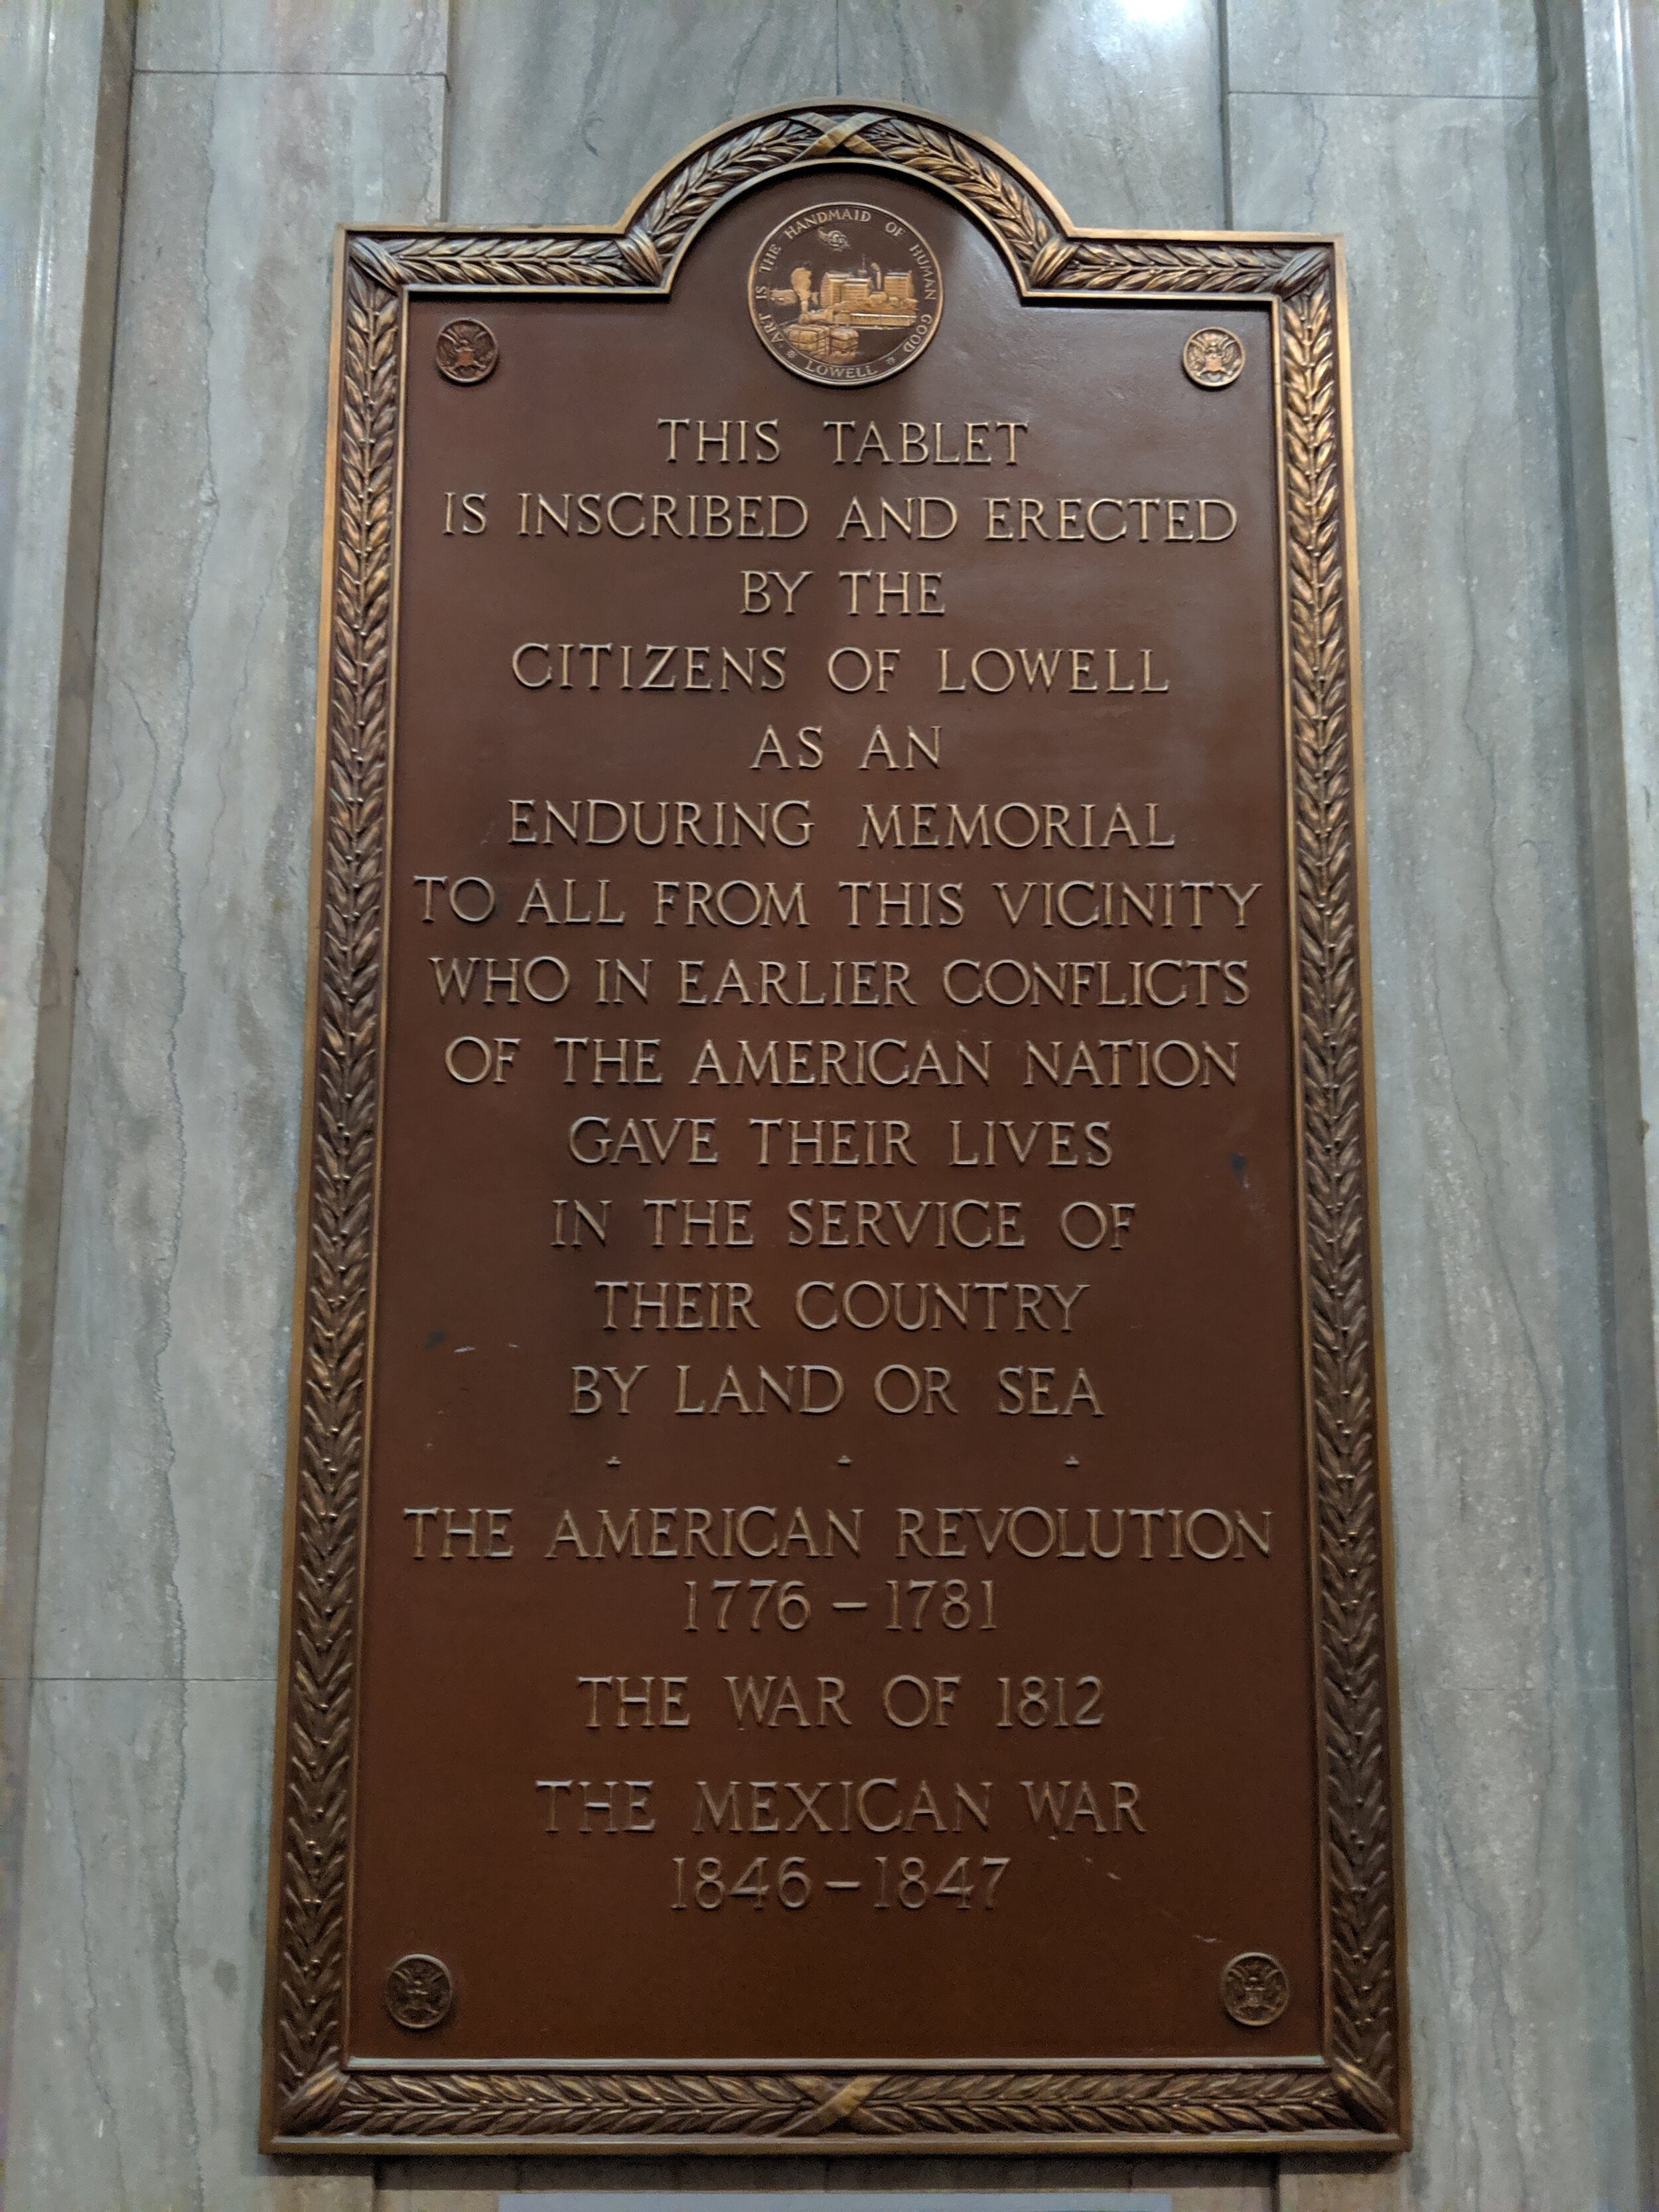 ART IS THE HANDMAID OF HUMAN GOOD
LOWELL
THIS TABLET
IS INSCRIBED AND ERECTED
BY THE
CITIZENS OF LOWELL
AS AN
ENDURING MEMORIAL
TO ALL FROM THIS VICINITY
WHO IN EARLIER CONFLICTS
OF THE AMERICAN NATION
GAVE THEIR LIVES
IN THE SERVICE OF
THEIR COUNTRY
BY LAND OR SEA
THE AMERICAN REVOLUTION
1776 – 1781
THE WAR OF 1812
THE MEXICAN WAR
1846 – 1847